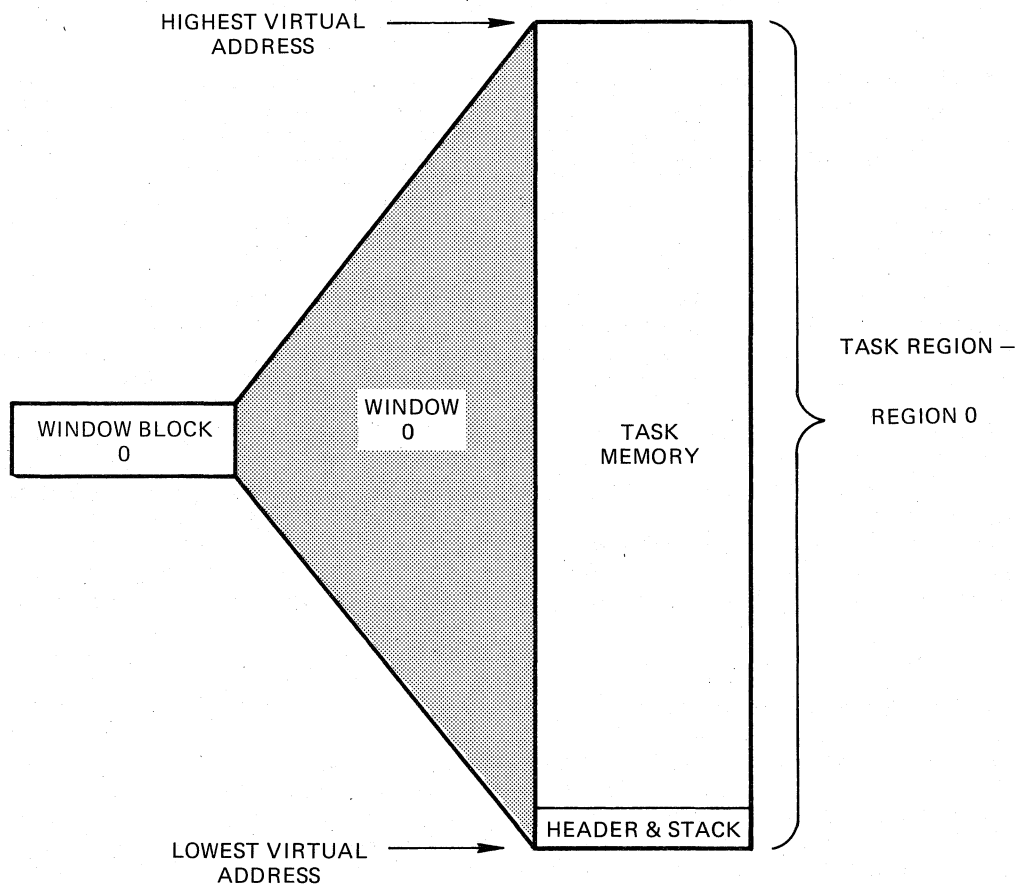 HIGHEST VIRTUAL
ADDRESS
TASK REGION —
REGION 0
WINDOW BLOCK
0
WINDOW
0
TASK
MEMORY
HEADER & STACK
LOWEST VIRTUAL
ADDRESS